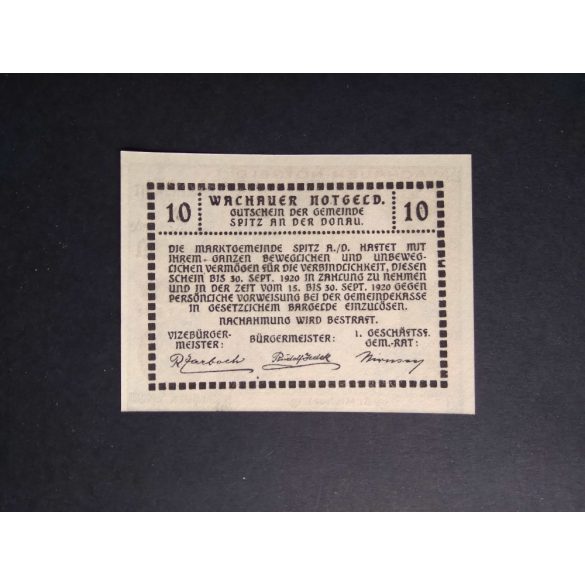 10 WACHAUER NOTGELD. 10
GUTSCHEIN DER GEMEINDE
SPITZ AN DER DONAU.
DIE MARKTGEMEINDE SPITZ A./D. HAFTET MIT
IHREM GANZEN BEWEGLICHEN UND UNBEWEG-
LICHEN VERMÖGEN FÜR DIE VERBINDLICHKEIT, DIESEN
SCHEIN BIS 30. SEPT. 1920 IN ZAHLUNG ZU NEHMEN
UND IN DER ZEIT VOM 15. BIS 30. SEPT. 1920 GEGEN
PERSÖNLICHE VORWEISUNG BEI DER GEMEINDEKASSE
IN GESETZLICHEM BARGELDE EINZULÖSEN.
NACHAHMUNG WIRD BESTRAFT.
VIZEBÜRGER-
MEISTER:
BÜRGERMEISTER:
1. GESCHÄFTSF.
GEM.-RAT: